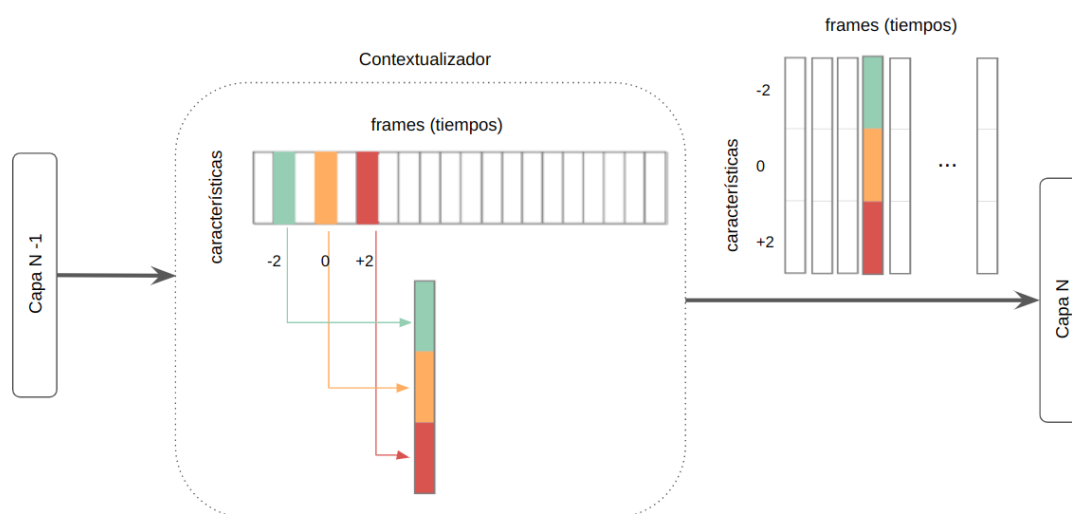 Capa N -1
Contextualizador
frames (tiempos)
características
-2
0
+2
frames (tiempos)
características
-2
0
+2
...
Capa N